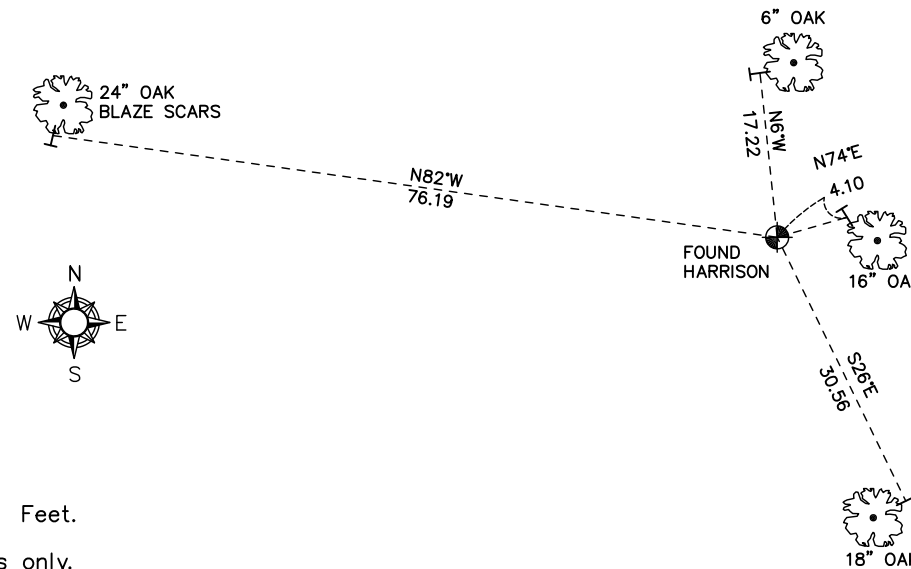 6” OAK
24” OAK
BLAZE SCARS
N6°W
17.22
N74°E
4.10
N82°W
76.19
FOUND
HARRISON
16” OA
N
W
E
S
S26°E
30.56
Feet.
s only.
18” OA